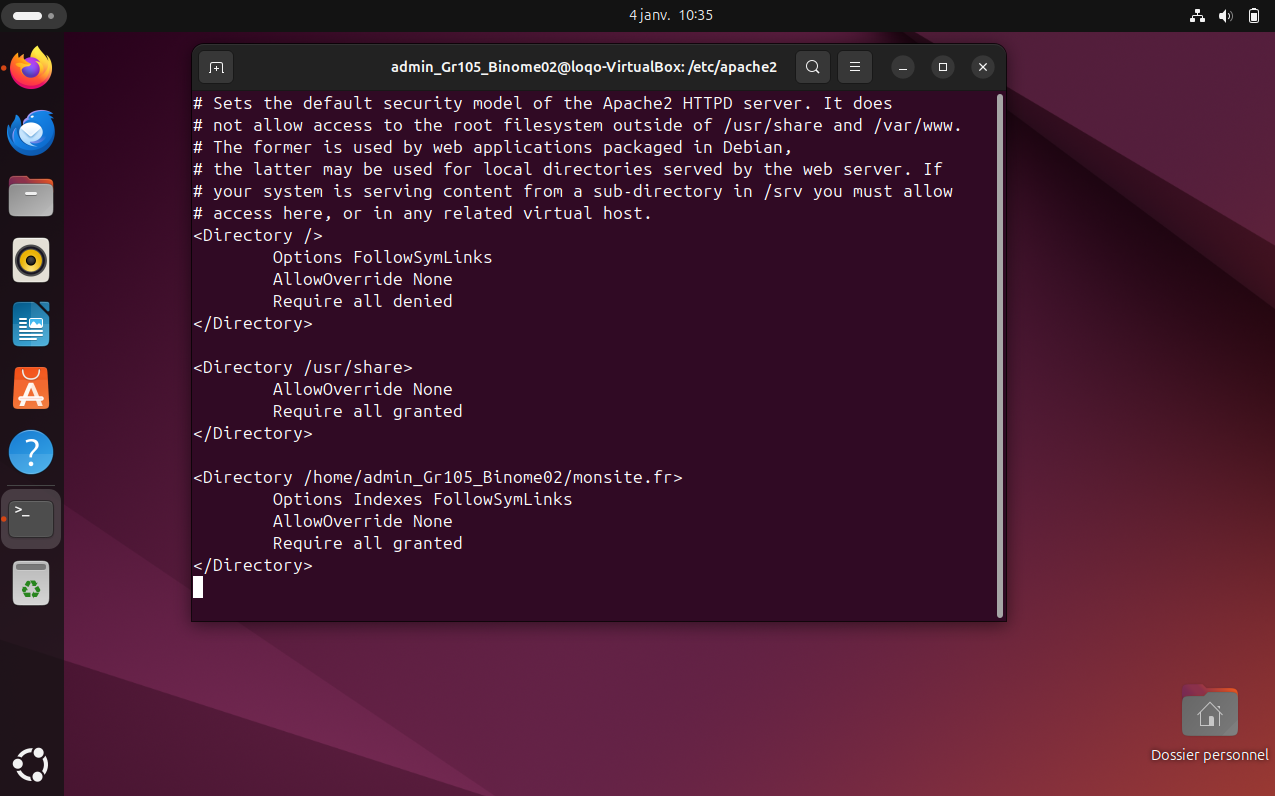 4 janv. 10:35
admin_Gr105_Binome02@loqo-VirtualBox: /etc/apache2
# Sets the default security model of the Apache2 HTTPD server. It does
# not allow access to the root filesystem outside of /usr/share and /var/www.
# The former is used by web applications packaged in Debian,
# the latter may be used for local directories served by the web server. If
# your system is serving content from a sub-directory in /srv you must allow
# access here, or in any related virtual host.
<Directory />
        Options FollowSymLinks
        AllowOverride None
        Require all denied
</Directory>

<Directory /usr/share>
        AllowOverride None
        Require all granted
</Directory>

<Directory /home/admin_Gr105_Binome02/monsite.fr>
        Options Indexes FollowSymLinks
        AllowOverride None
        Require all granted
</Directory>
Dossier personnel